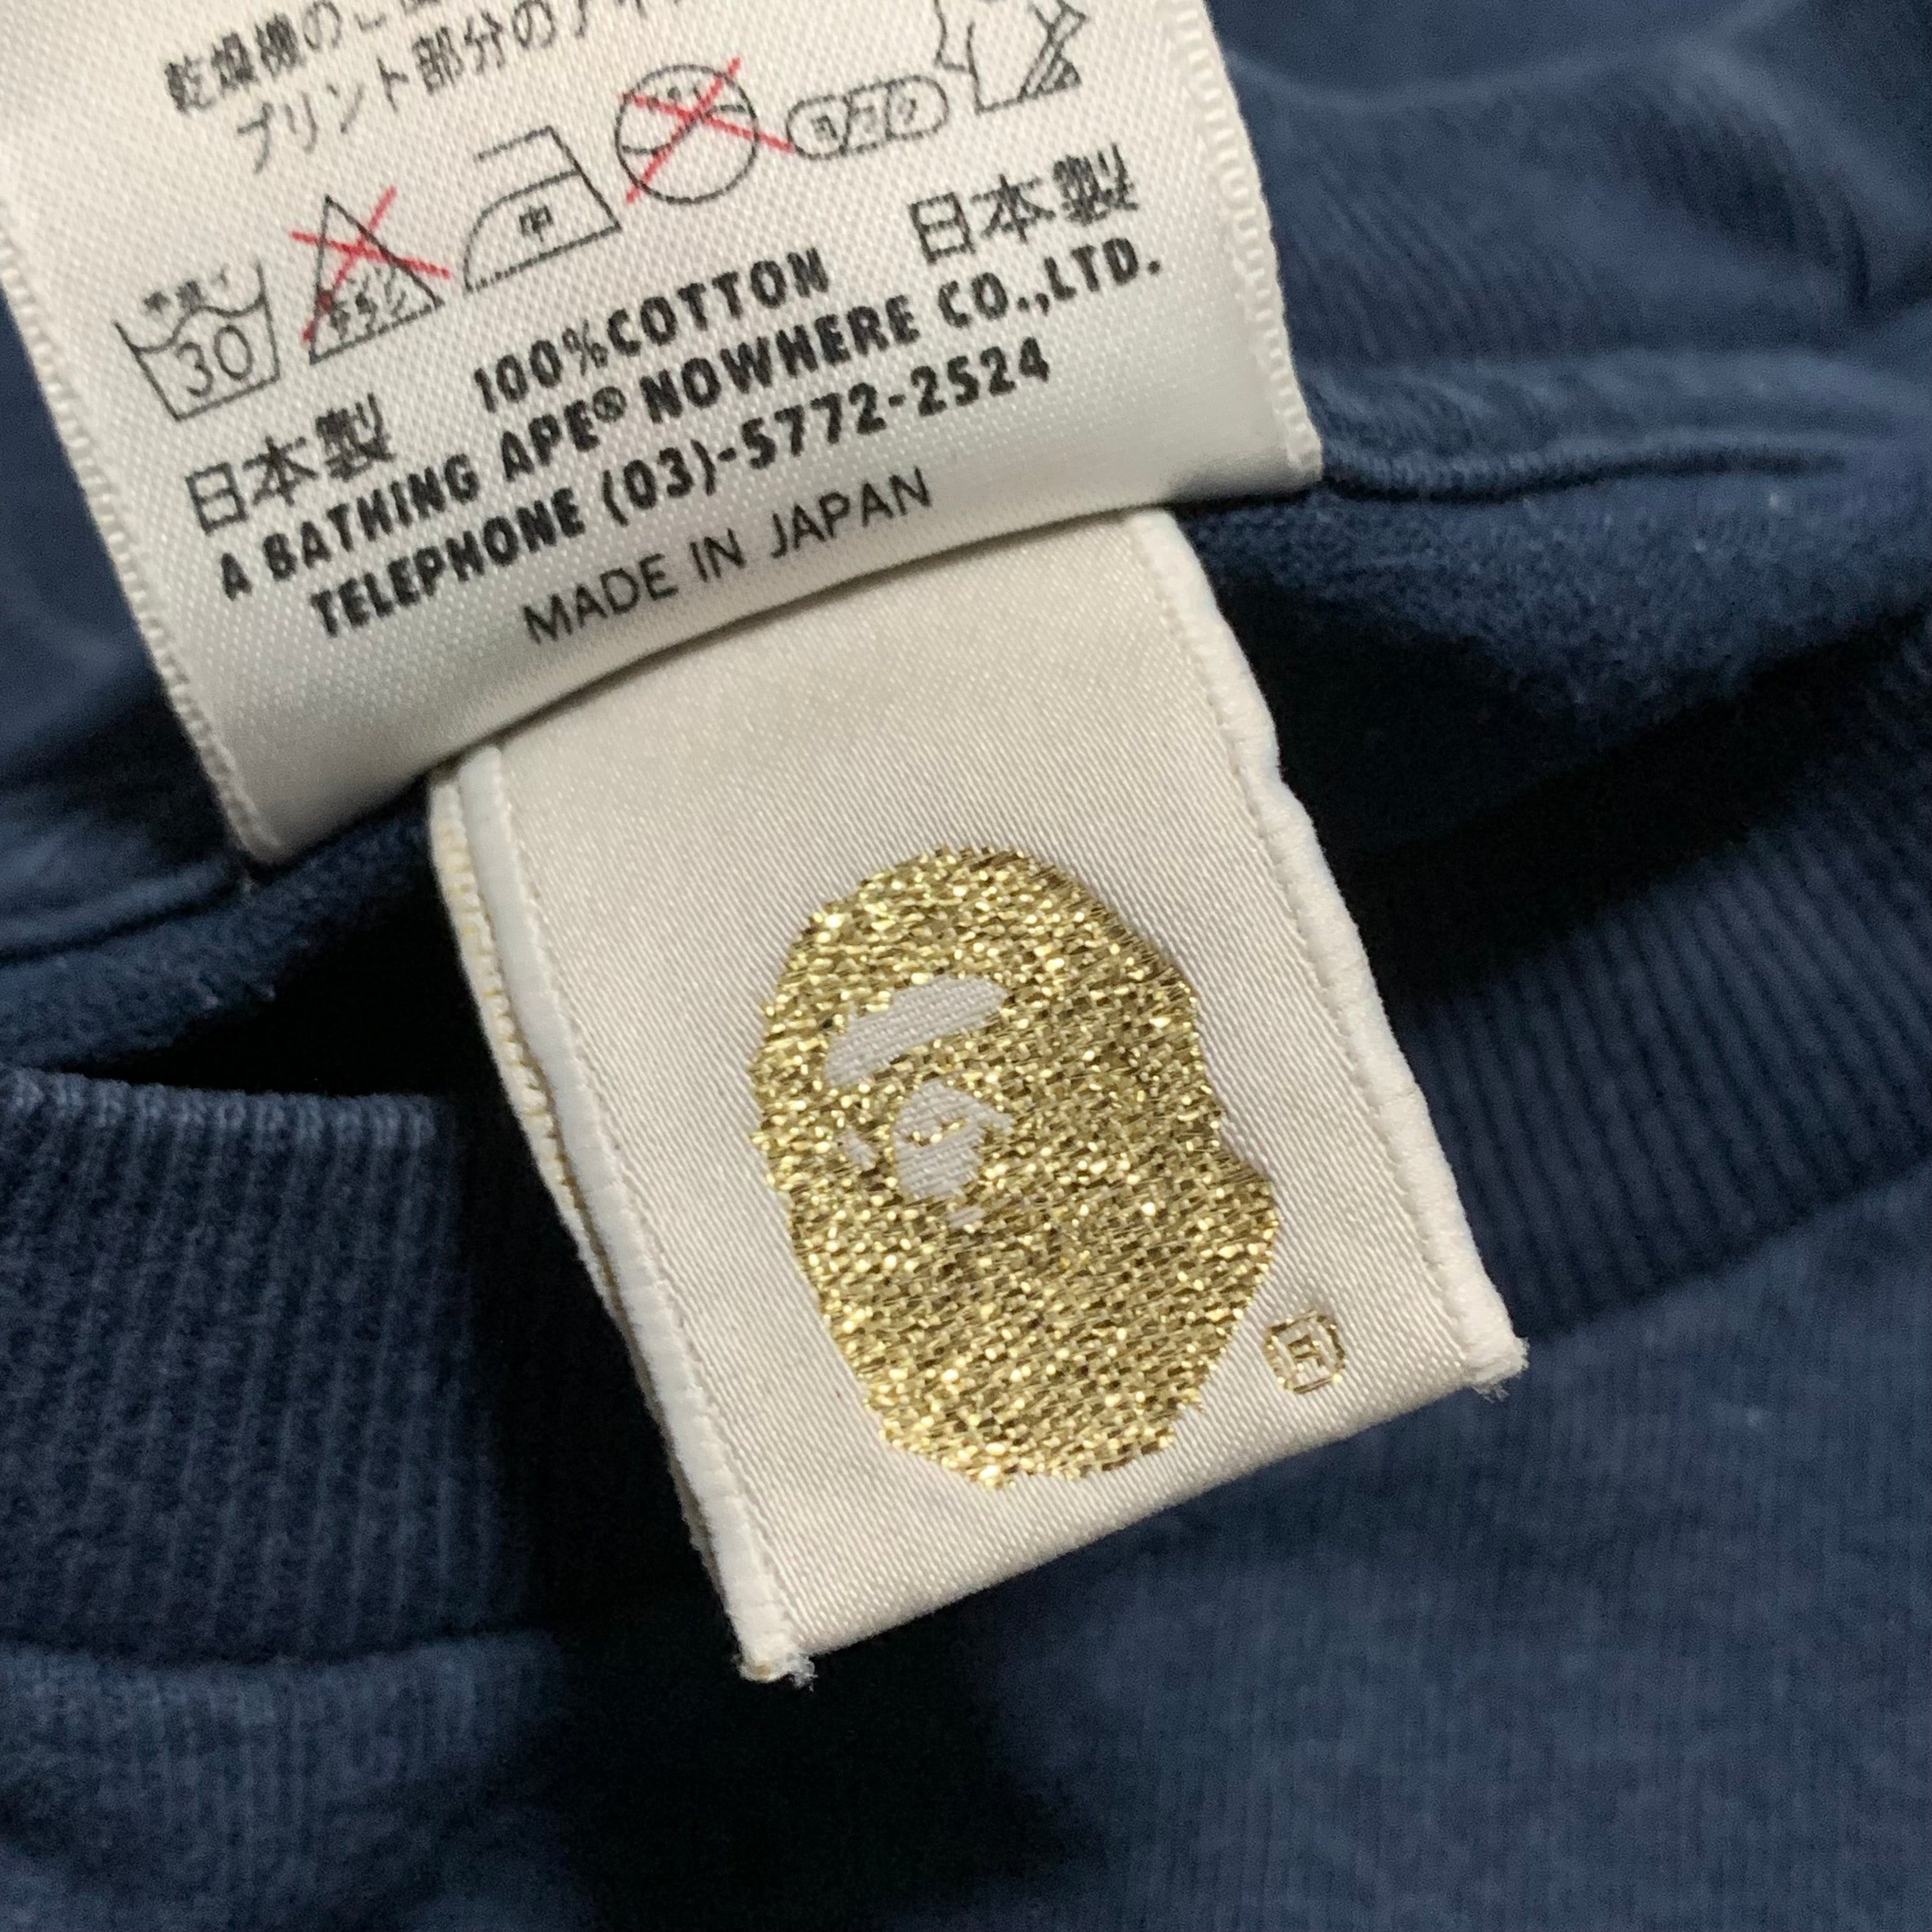 乾燥機の
プリント部分のアイ
中
30
日本製
100%COTTON
日本製
A BATHING APE® NOWHERE CO.,LTD.
TELEPHONE (03)-5772-2524
MADE IN JAPAN